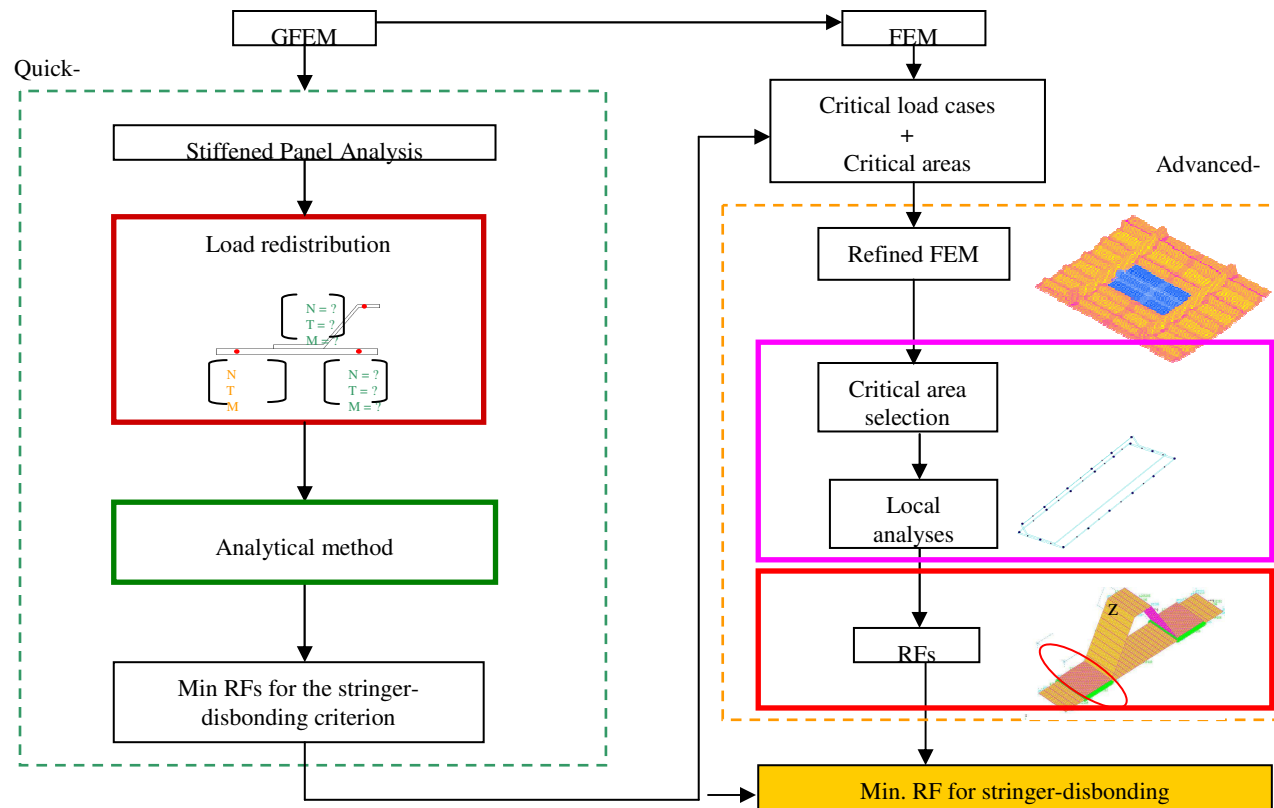 GFEM
FEM
Quick-
Stiffened Panel Analysis
Load redistribution
N = ?
T = ?
M = ?
N
T
M
N = ?
T = ?
M = ?
Analytical method
Min RFs for the stringer-
disbonding criterion
Critical load cases
+
Critical areas
Advanced-
Refined FEM
Critical area
selection
Local
analyses
RFs
Z
Min. RF for stringer-disbonding